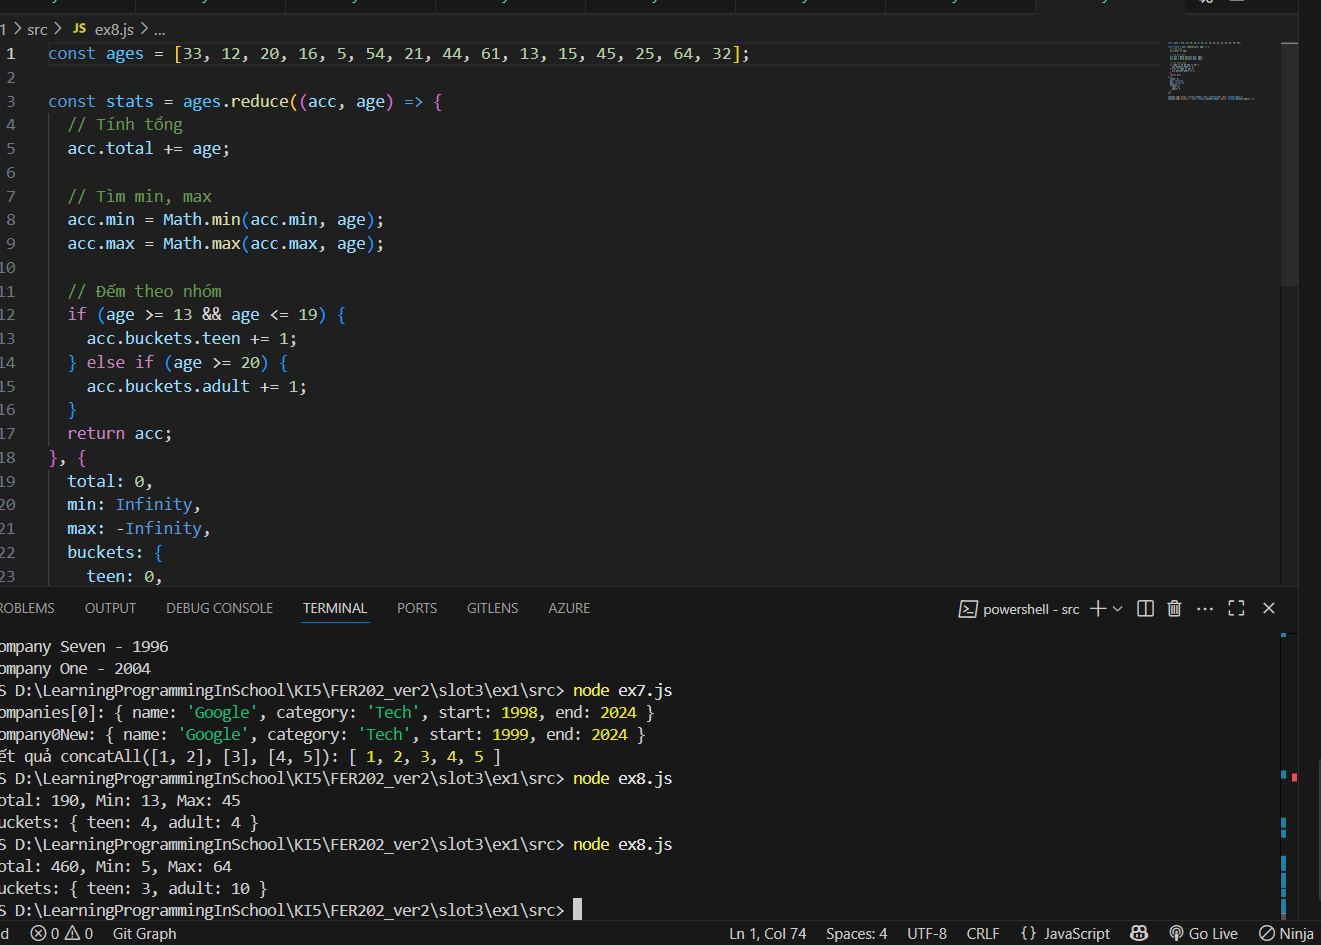 1 > src > JS ex8.js > ...
1 const ages = [33, 12, 20, 16, 5, 54, 21, 44, 61, 13, 15, 45, 25, 64, 32];
2
3 const stats = ages.reduce((acc, age) => {
4 // Tính tổng
5 acc.total += age;
6
7 // Tìm min, max
8 acc.min = Math.min(acc.min, age);
9 acc.max = Math.max(acc.max, age);
10
11 // Đếm theo nhóm
12 if (age >= 13 && age <= 19) {
13 acc.buckets.teen += 1;
14 } else if (age >= 20) {
15 acc.buckets.adult += 1;
16 }
17 return acc;
18 }, {
19 total: 0,
20 min: Infinity,
21 max: -Infinity,
22 buckets: {
23 teen: 0,
ROBLEMS OUTPUT DEBUG CONSOLE TERMINAL PORTS GITLENS AZURE powershell - src
ompany Seven - 1996
ompany One - 2004
S D:\LearningProgrammingInSchool\KI5\FER202_ver2\slot3\ex1\src> node ex7.js
ompanies[0]: { name: 'Google', category: 'Tech', start: 1998, end: 2024 }
ompany0New: { name: 'Google', category: 'Tech', start: 1999, end: 2024 }
ết quả concatAll([1, 2], [3], [4, 5]): [ 1, 2, 3, 4, 5 ]
S D:\LearningProgrammingInSchool\KI5\FER202_ver2\slot3\ex1\src> node ex8.js
otal: 190, Min: 13, Max: 45
uckets: { teen: 4, adult: 4 }
S D:\LearningProgrammingInSchool\KI5\FER202_ver2\slot3\ex1\src> node ex8.js
otal: 460, Min: 5, Max: 64
uckets: { teen: 3, adult: 10 }
S D:\LearningProgrammingInSchool\KI5\FER202_ver2\slot3\ex1\src>
d 0 0 Git Graph Ln 1, Col 74 Spaces: 4 UTF-8 CRLF {} JavaScript Go Live Ninja